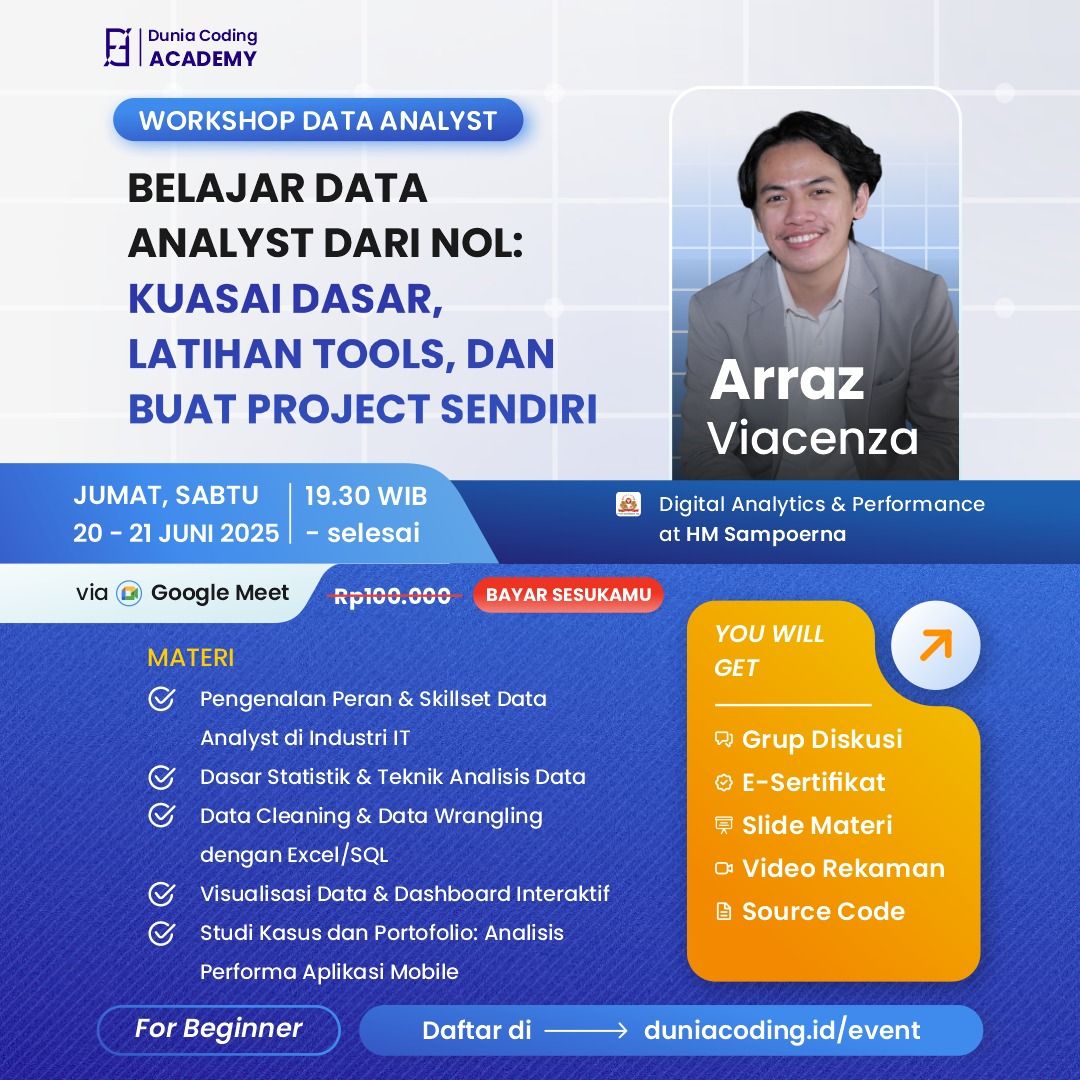 Dunia Coding
ACADEMY
WORKSHOP DATA ANALYST
BELAJAR DATA
ANALYST DARI NOL:
KUASAI DASAR,
LATIHAN TOOLS, DAN
BUAT PROJECT SENDIRI
Arraz
Viacenza
JUMAT, SABTU
20 - 21 JUNI 2025
19.30 WIB
- selesai
Digital Analytics & Performance
at HM Sampoerna
via Google Meet
Rp100.000
BAYAR SESUKAMU
MATERI
Pengenalan Peran & Skillset Data
Analyst di Industri IT
Dasar Statistik & Teknik Analisis Data
Data Cleaning & Data Wrangling
dengan Excel/SQL
Visualisasi Data & Dashboard Interaktif
Studi Kasus dan Portofolio: Analisis
Performa Aplikasi Mobile
YOU WILL
GET
Grup Diskusi
E-Sertifikat
Slide Materi
Video Rekaman
Source Code
For Beginner
Daftar di duniacoding.id/event